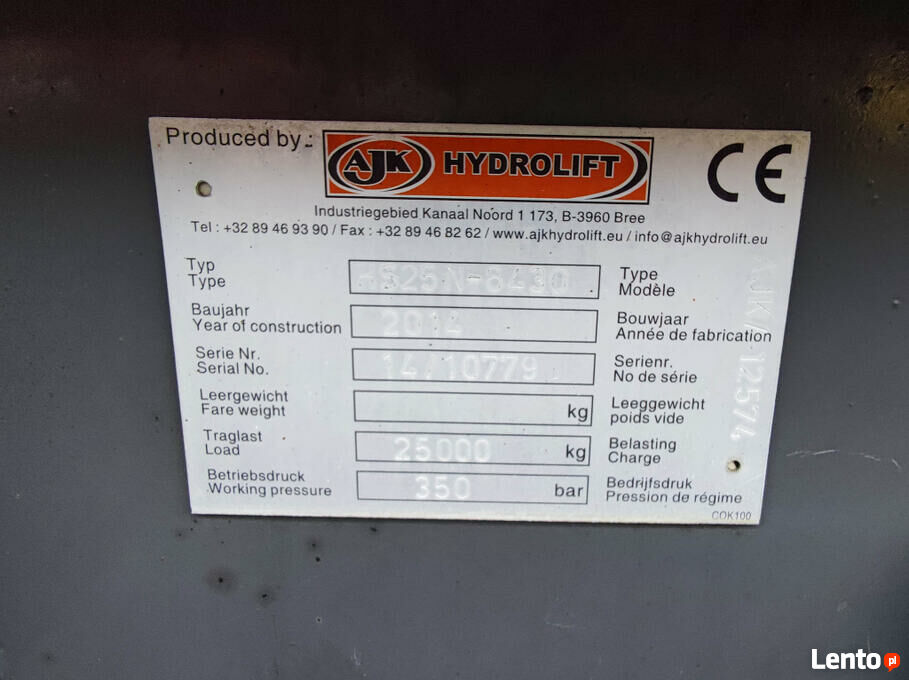 Produced by :
AJK HYDROLIFT
CE
Industriegebied Kanaal Noord 1 173, B-3960 Bree
Tel : +32 89 46 93 90 / Fax : +32 89 46 82 62 / www.ajkhydrolift.eu / info@ajkhydrolift.eu
Typ
Type
HS25N-6430
Type
Modèle
Baujahr
Year of construction
2014
Bouwjaar
Année de fabrication
Serie Nr.
Serial No.
14/10779
Serienr.
No de série
Leergewicht
Fare weight
kg
Leeggewicht
poids vide
Traglast
Load
25000 kg
Belasting
Charge
Betriebsdruck
Working pressure
350 bar
Bedrijfsdruk
Pression de régime
COK100
AJK/ 12574
Lento.pl